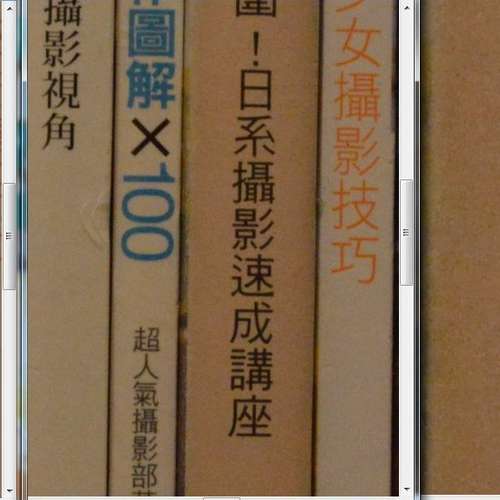 攝影視角
圖解×100
超人氣攝影部
圍！日系攝影速成講座
女攝影技巧